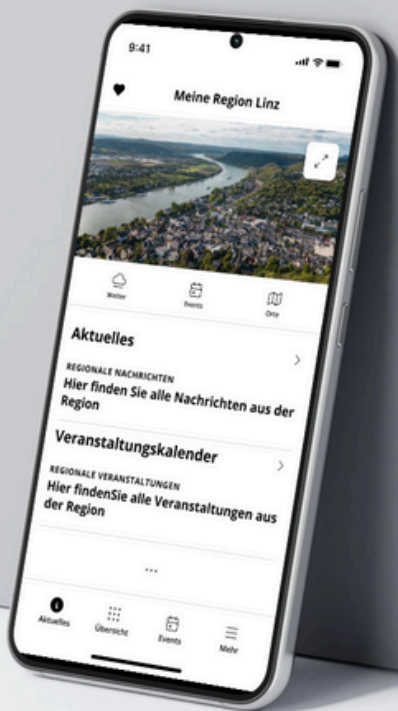 9:41
Meine Region Linz
Wetter
Events
Orte
Aktuelles
REGIONALE NACHRICHTEN
Hier finden Sie alle Nachrichten aus der
Region
Veranstaltungskalender
REGIONALE VERANSTALTUNGEN
Hier findenSie alle Veranstaltungen aus
der Region
...
Aktuelles
Übersicht
Events
Mehr